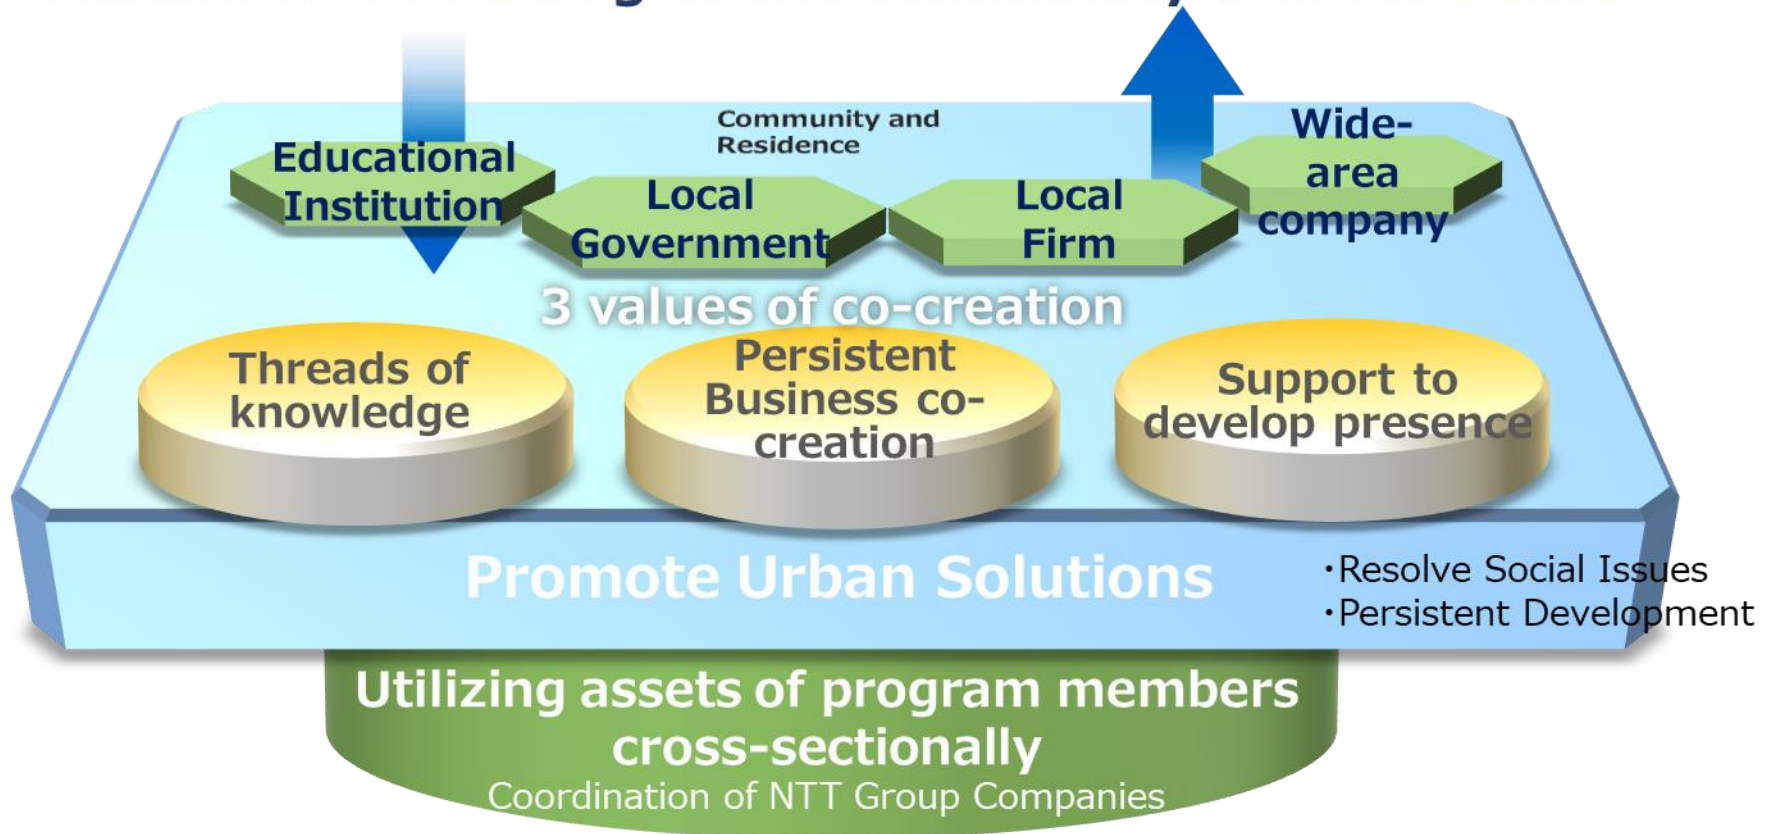 Community and
Residence
Educational
Institution
Local
Government
Local
Firm
Wide-
area
company
3 values of co-creation
Threads of
knowledge
Persistent
Business co-
creation
Support to
develop presence
Promote Urban Solutions
・Resolve Social Issues
・Persistent Development
Utilizing assets of program members
cross-sectionally
Coordination of NTT Group Companies